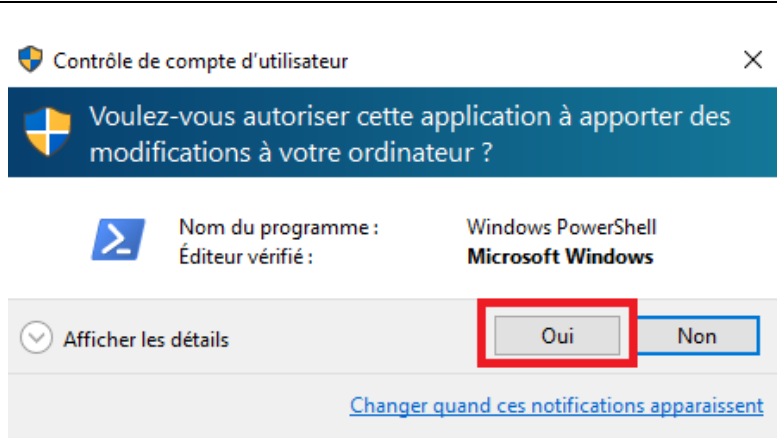 Contrôle de compte d'utilisateur
Voulez-vous autoriser cette application à apporter des
modifications à votre ordinateur ?
Nom du programme : Windows PowerShell
Éditeur vérifié : Microsoft Windows
Afficher les détails Oui Non
Changer quand ces notifications apparaissent